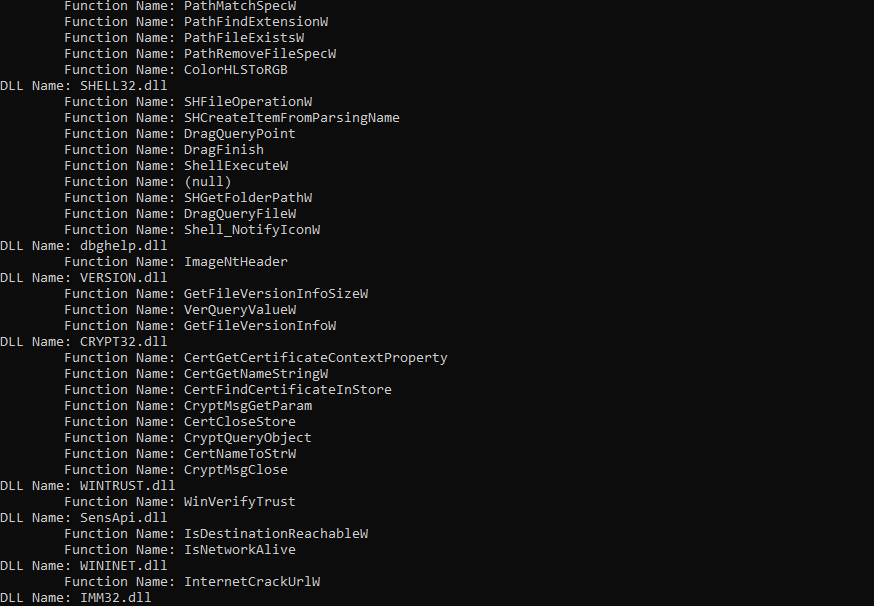 Function Name: PathMatchSpecW
Function Name: PathFindExtensionW
Function Name: PathFileExistsW
Function Name: PathRemoveFileSpecW
Function Name: ColorHLSToRGB
DLL Name: SHELL32.dll
Function Name: SHFileOperationW
Function Name: SHCreateItemFromParsingName
Function Name: DragQueryPoint
Function Name: DragFinish
Function Name: ShellExecuteW
Function Name: (null)
Function Name: SHGetFolderPathW
Function Name: DragQueryFileW
Function Name: Shell_NotifyIconW
DLL Name: dbghelp.dll
Function Name: ImageNtHeader
DLL Name: VERSION.dll
Function Name: GetFileVersionInfoSizeW
Function Name: VerQueryValueW
Function Name: GetFileVersionInfoW
DLL Name: CRYPT32.dll
Function Name: CertGetCertificateContextProperty
Function Name: CertGetNameStringW
Function Name: CertFindCertificateInStore
Function Name: CryptMsgGetParam
Function Name: CertCloseStore
Function Name: CryptQueryObject
Function Name: CertNameToStrW
Function Name: CryptMsgClose
DLL Name: WINTRUST.dll
Function Name: WinVerifyTrust
DLL Name: SensApi.dll
Function Name: IsDestinationReachableW
Function Name: IsNetworkAlive
DLL Name: WININET.dll
Function Name: InternetCrackUrlW
DLL Name: IMM32.dll